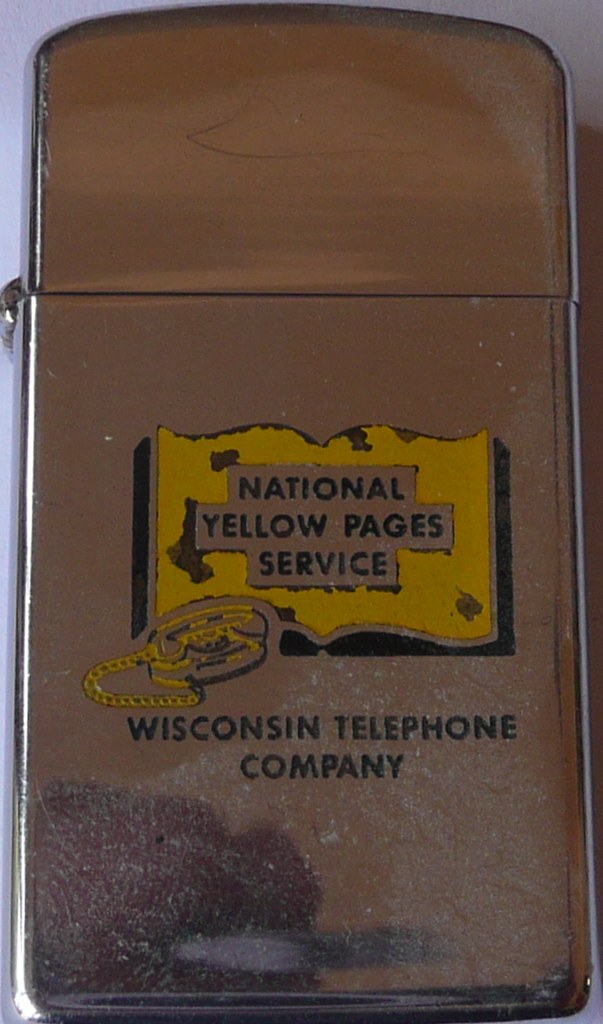 NATIONAL
YELLOW PAGES
SERVICE
WISCONSIN TELEPHONE
COMPANY